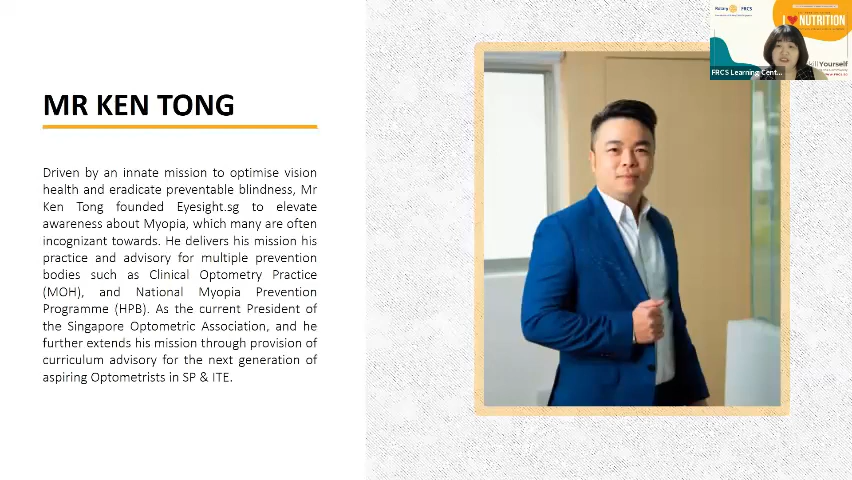 MR KEN TONG
Driven by an innate mission to optimise vision
health and eradicate preventable blindness, Mr
Ken Tong founded Eyesight.sg to elevate
awareness about Myopia, which many are often
incognizant towards. He delivers his mission his
practice and advisory for multiple prevention
bodies such as Clinical Optometry Practice
(MOH), and National Myopia Prevention
Programme (HPB). As the current President of
the Singapore Optometric Association, and he
further extends his mission through provision of
curriculum advisory for the next generation of
aspiring Optometrists in SP & ITE.
Rotary FRCS
NUTRITION
Yourself
FRCS Learning Cent...